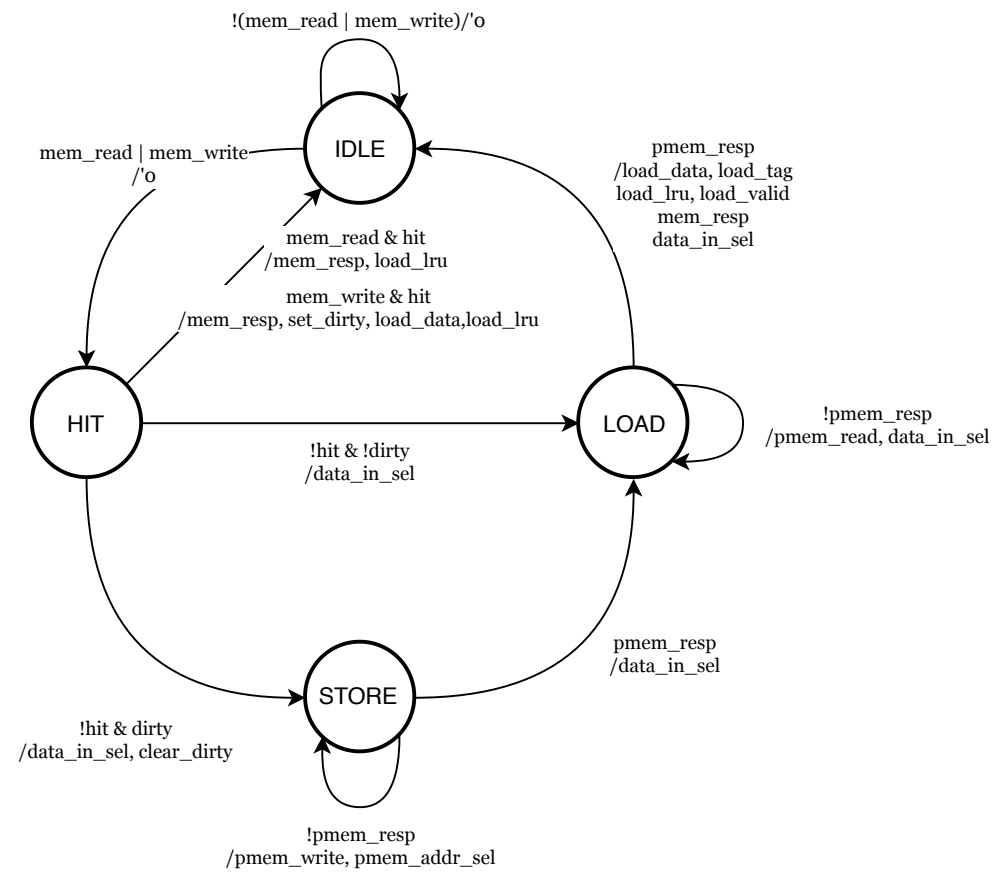 !(mem_read | mem_write)/'0
IDLE
mem_read | mem_write
/'0
pmem_resp
/load_data, load_tag
load_lru, load_valid
mem_resp
data_in_sel
mem_read & hit
/mem_resp, load_lru
mem_write & hit
/mem_resp, set_dirty, load_data,load_lru
HIT
LOAD
!pmem_resp
/pmem_read, data_in_sel
!hit & !dirty
/data_in_sel
pmem_resp
/data_in_sel
STORE
!hit & dirty
/data_in_sel, clear_dirty
!pmem_resp
/pmem_write, pmem_addr_sel